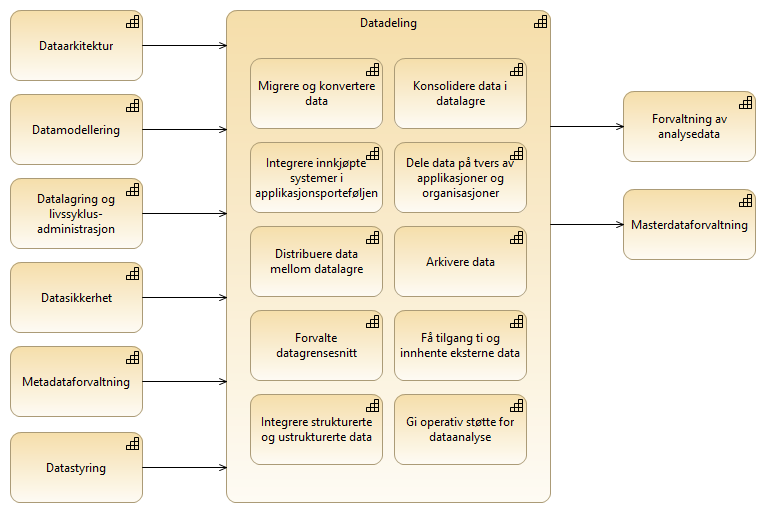 Dataarkitektur
Datamodellering
Datalagring og
livssyklus-
administrasjon
Datasikkerhet
Metadataforvaltning
Datastyring
Datadeling
Migrere og konvertere
data
Konsolidere data i
datalagre
Integrere innkjøpte
systemer i
applikasjonsporteføljen
Dele data på tvers av
applikasjoner og
organisasjoner
Distribuere data
mellom datalagre
Arkivere data
Forvalte
datagrensesnitt
Få tilgang ti og
innhente eksterne data
Integrere strukturerte
og ustrukturerte data
Gi operativ støtte for
dataanalyse
Forvaltning av
analysedata
Masterdataforvaltning